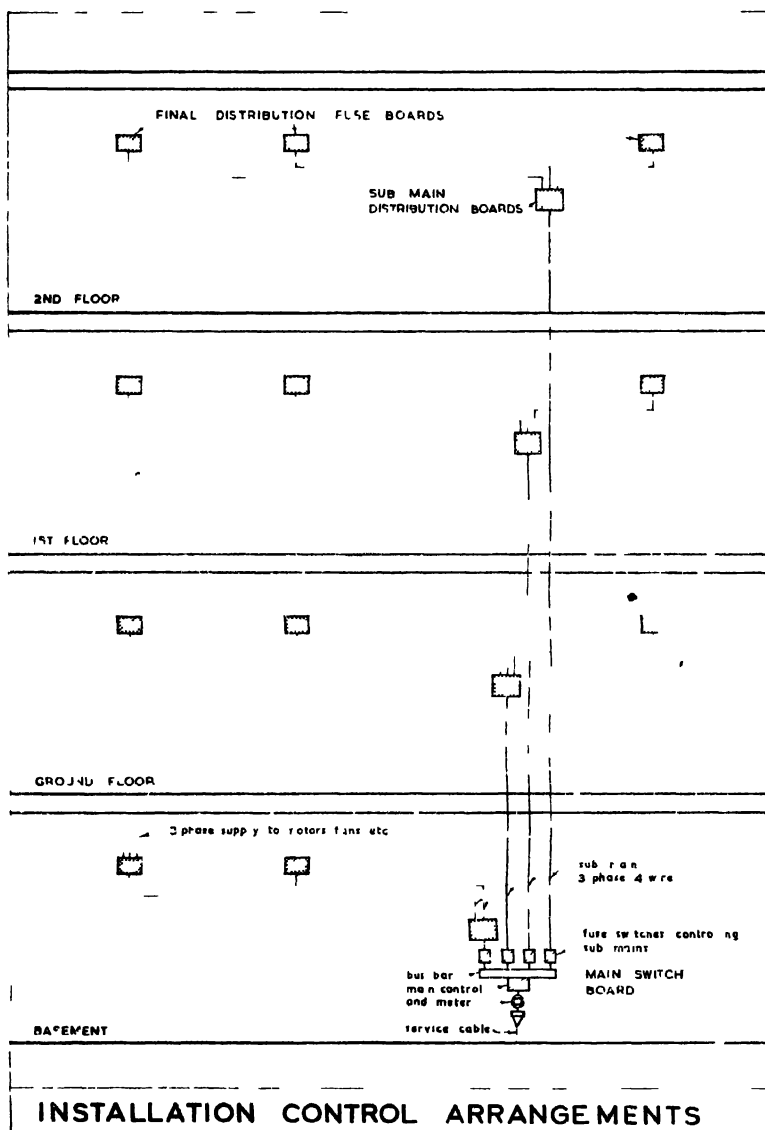 FINAL DISTRIBUTION FUSE BOARDS
SUB MAIN
DISTRIBUTION BOARDS
2ND FLOOR
1ST FLOOR
GROUND FLOOR
3 phase supply to motors fans etc
sub main
3 phase 4 wire
fuse switches controling
sub mains
bus bar
main control
and meter
MAIN SWITCH
BOARD
service cable
BASEMENT
INSTALLATION CONTROL ARRANGEMENTS